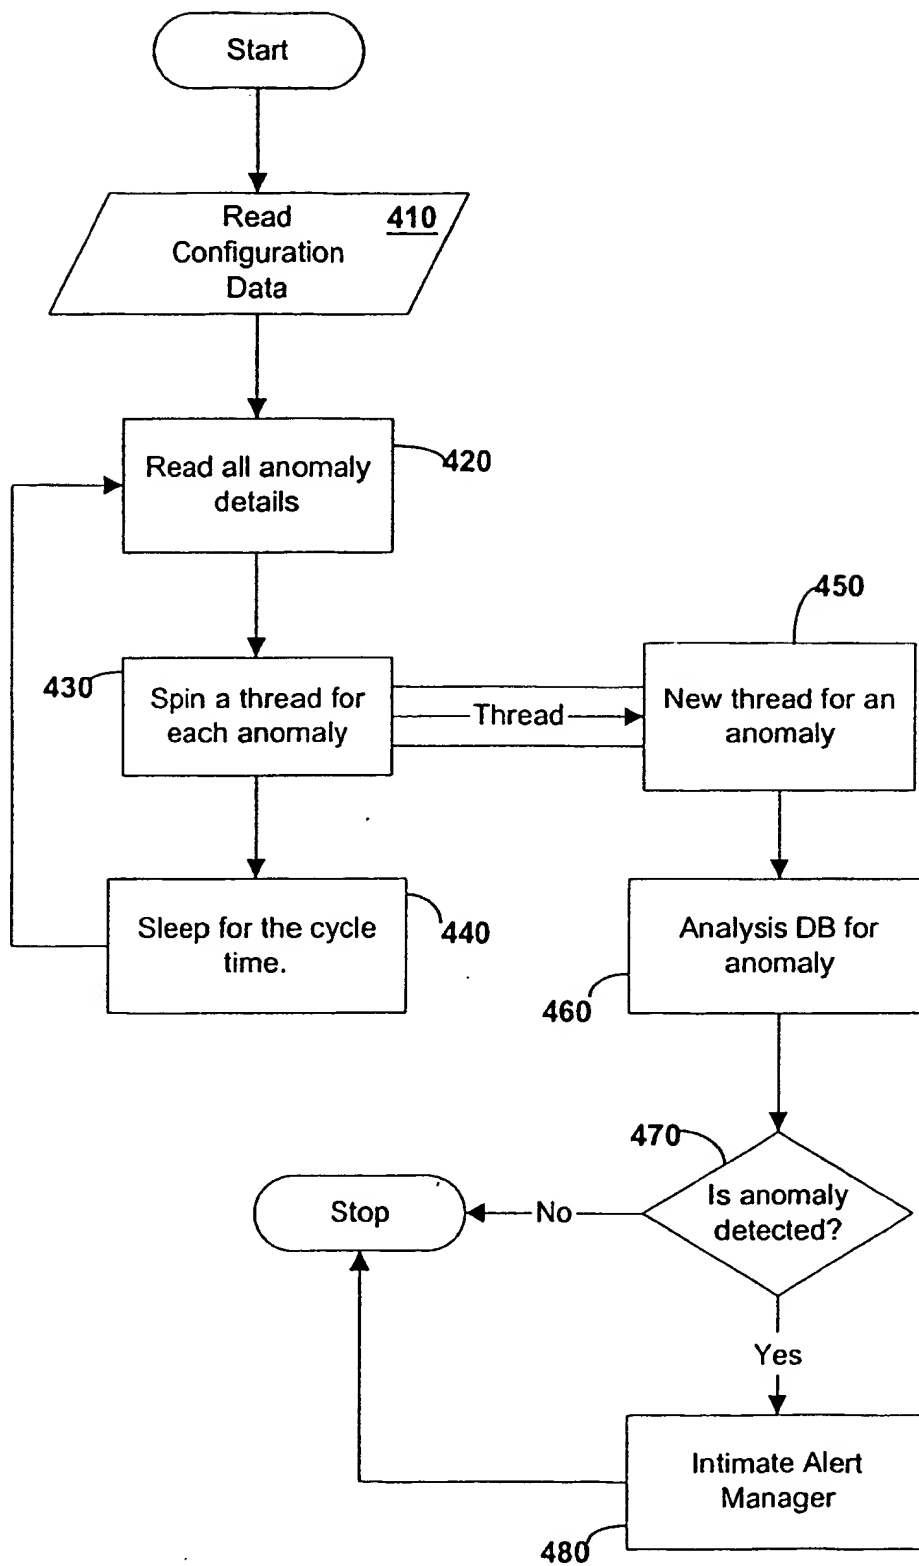 Start
Read
Configuration
Data
410
Read all anomaly
details
420
430
Spin a thread for
each anomaly
Thread
450
New thread for an
anomaly
Sleep for the cycle
time.
440
Analysis DB for
anomaly
460
470
Is anomaly
detected?
No
Stop
Yes
Intimate Alert
Manager
480